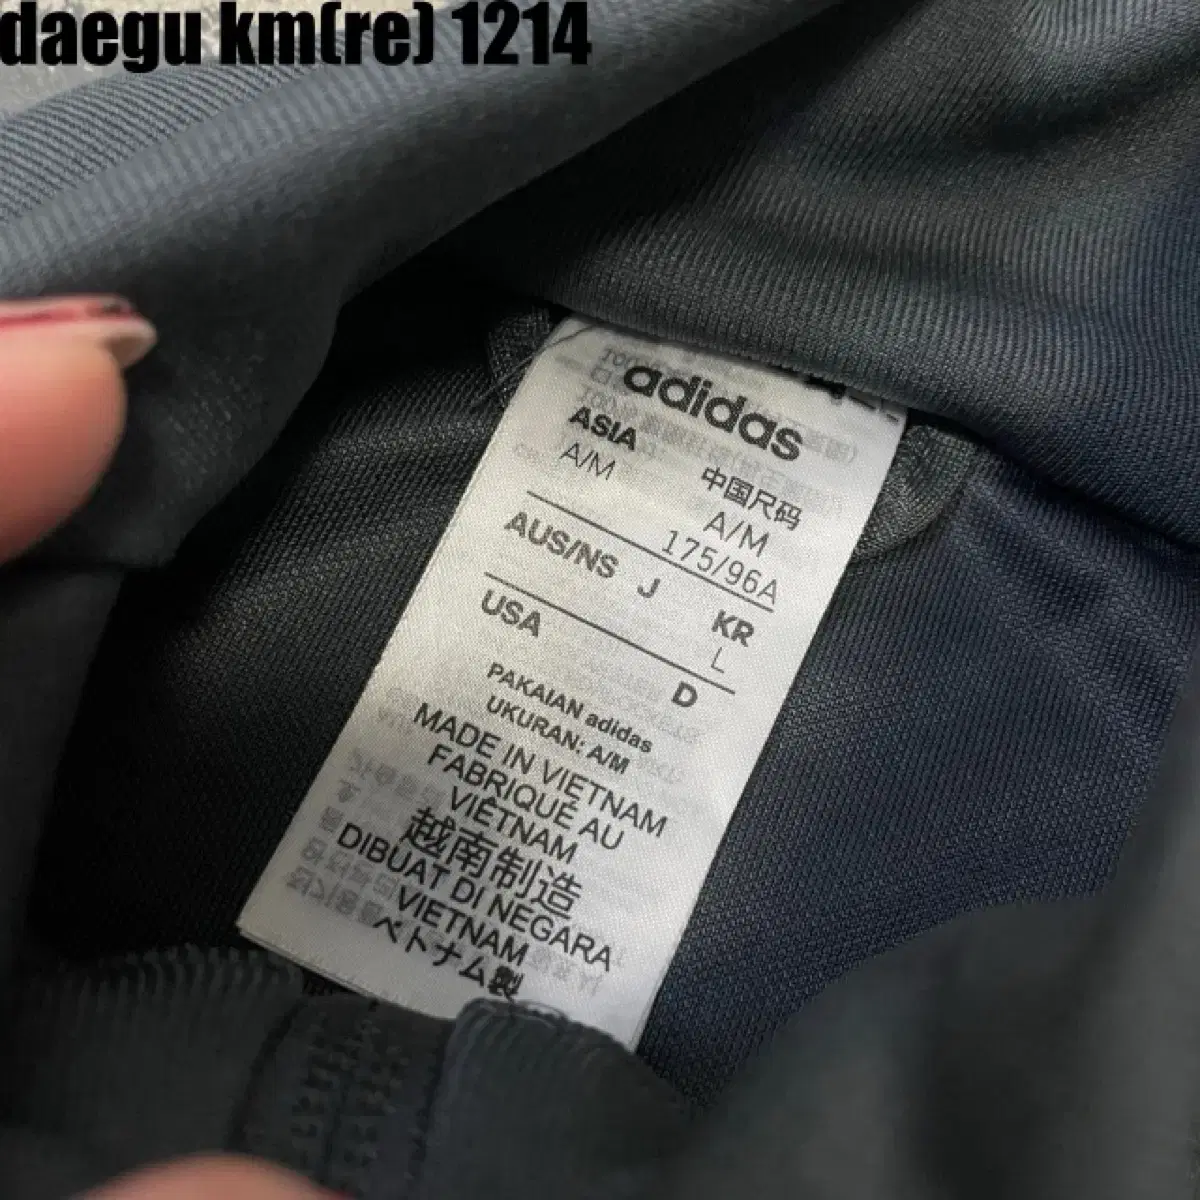 daegu km(re) 1214
adidas
ASIA
A/M
中国尺码
A/M
175/96A
AUS/NS J
KR
L
USA
D
PAKAIAN adidas
UKURAN: A/M
MADE IN VIETNAM
FABRIQUÉ AU
VIÊTNAM
越南制造
DIBUAT DI NEGARA
VIETNAM
ベトナム製